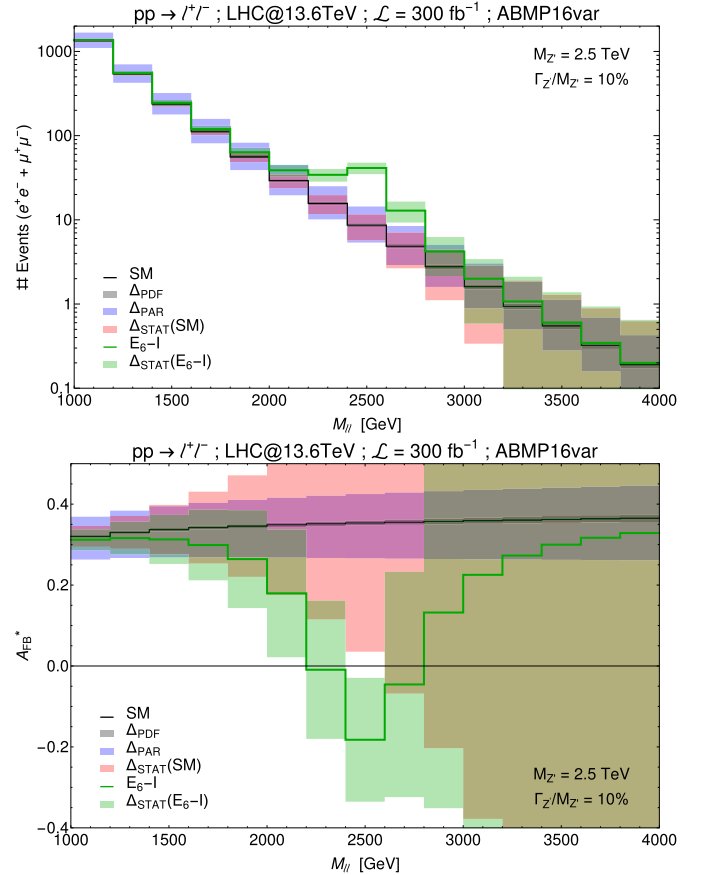 pp → l⁺l⁻ ; LHC@13.6TeV ; ℒ = 300 fb⁻¹ ; ABMP16var
M_Z' = 2.5 TeV
Γ_Z'/M_Z' = 10%
# Events (e⁺e⁻ + μ⁺μ⁻)
1000
100
10
1
0.1
SM
Δ_PDF
Δ_PAR
Δ_STAT(SM)
E₆−I
Δ_STAT(E₆−I)
1000 1500 2000 2500 3000 3500 4000
M_ll [GeV]
pp → l⁺l⁻ ; LHC@13.6TeV ; ℒ = 300 fb⁻¹ ; ABMP16var
A_FB*
0.4
0.2
0.0
−0.2
−0.4
SM
Δ_PDF
Δ_PAR
Δ_STAT(SM)
E₆−I
Δ_STAT(E₆−I)
M_Z' = 2.5 TeV
Γ_Z'/M_Z' = 10%
1000 1500 2000 2500 3000 3500 4000
M_ll [GeV]